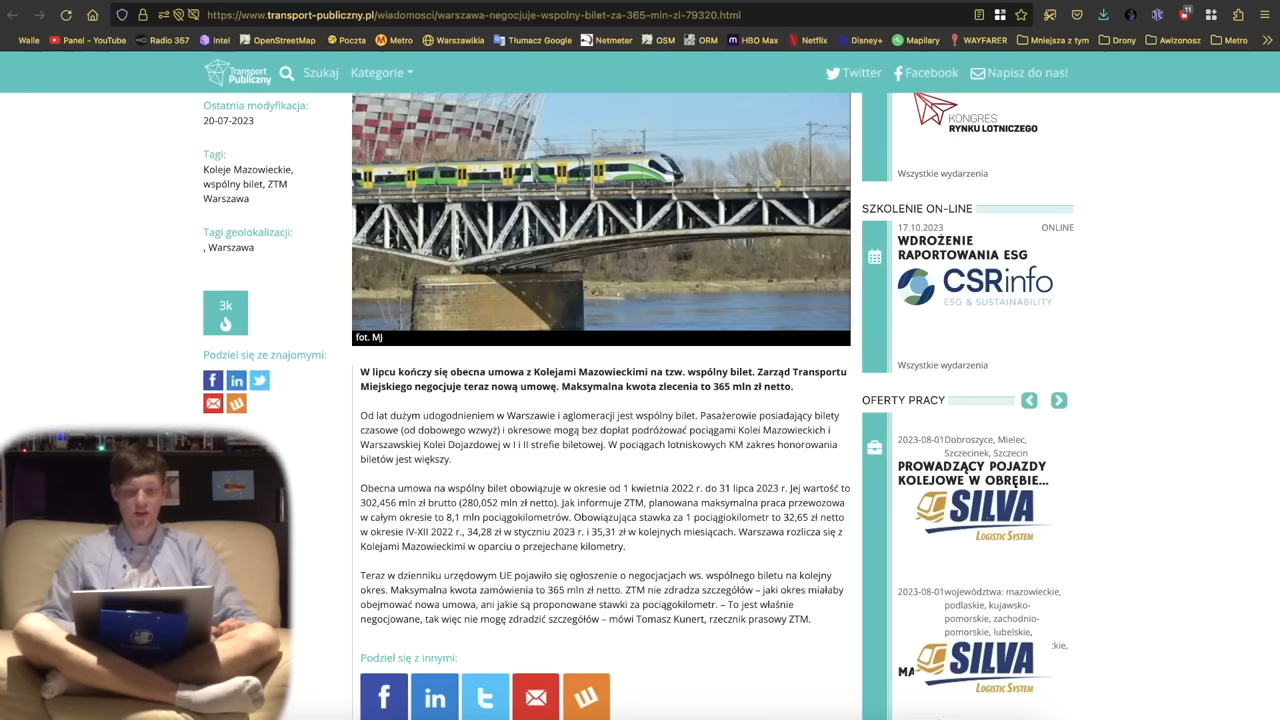 https://www.transport-publiczny.pl/wiadomosci/warszawa-negocjuje-wspolny-bilet-za-365-mln-zl-79320.html
11
Walle
Panel - YouTube
Radio 357
Intel
OpenStreetMap
Poczta
Metro
Warszawikia
Tłumacz Google
Netmeter
OSM
ORM
HBO Max
Netflix
Disney+
Mapilary
WAYFARER
Mniejsza z tym
Drony
Awizonosz
Metro
Transport
Publiczny
Szukaj
Kategorie
Twitter
Facebook
Napisz do nas!
Ostatnia modyfikacja:
20-07-2023
Tagi:
Koleje Mazowieckie,
wspólny bilet, ZTM
Warszawa
Tagi geolokalizacji:
, Warszawa
3k
Podziel się ze znajomymi:
fot. MJ
W lipcu kończy się obecna umowa z Kolejami Mazowieckimi na tzw. wspólny bilet. Zarząd Transportu
Miejskiego negocjuje teraz nową umowę. Maksymalna kwota zlecenia to 365 mln zł netto.
Od lat dużym udogodnieniem w Warszawie i aglomeracji jest wspólny bilet. Pasażerowie posiadający bilety
czasowe (od dobowego wzwyż) i okresowe mogą bez dopłat podróżować pociągami Kolei Mazowieckich i
Warszawskiej Kolei Dojazdowej w I i II strefie biletowej. W pociągach lotniskowych KM zakres honorowania
biletów jest większy.
Obecna umowa na wspólny bilet obowiązuje w okresie od 1 kwietnia 2022 r. do 31 lipca 2023 r. Jej wartość to
302,456 mln zł brutto (280,052 mln zł netto). Jak informuje ZTM, planowana maksymalna praca przewozowa
w całym okresie to 8,1 mln pociągokilometrów. Obowiązująca stawka za 1 pociągiokilometr to 32,65 zł netto
w okresie IV-XII 2022 r., 34,28 zł w styczniu 2023 r. i 35,31 zł w kolejnych miesiącach. Warszawa rozlicza się z
Kolejami Mazowieckimi w oparciu o przejechane kilometry.
Teraz w dzienniku urzędowym UE pojawiło się ogłoszenie o negocjacjach ws. wspólnego biletu na kolejny
okres. Maksymalna kwota zamówienia to 365 mln zł netto. ZTM nie zdradza szczegółów – jaki okres miałaby
obejmować nowa umowa, ani jakie są proponowane stawki za pociągokilometr. – To jest właśnie
negocjowane, tak więc nie mogę zdradzić szczegółów – mówi Tomasz Kunert, rzecznik prasowy ZTM.
Podziel się z innymi:
KONGRES
RYNKU LOTNICZEGO
Wszystkie wydarzenia
SZKOLENIE ON-LINE
17.10.2023 ONLINE
WDROŻENIE
RAPORTOWANIA ESG
CSRinfo
ESG & SUSTAINABILITY
Wszystkie wydarzenia
OFERTY PRACY
2023-08-01Dobroszyce, Mielec,
Szczecinek, Szczecin
PROWADZĄCY POJAZDY
KOLEJOWE W OBRĘBIE...
SILVA
LOGISTIC SYSTEM
2023-08-01województwa: mazowieckie,
podlaskie, kujawsko-
pomorskie, zachodnio-
pomorskie, lubelskie,
SILVA
LOGISTIC SYSTEM